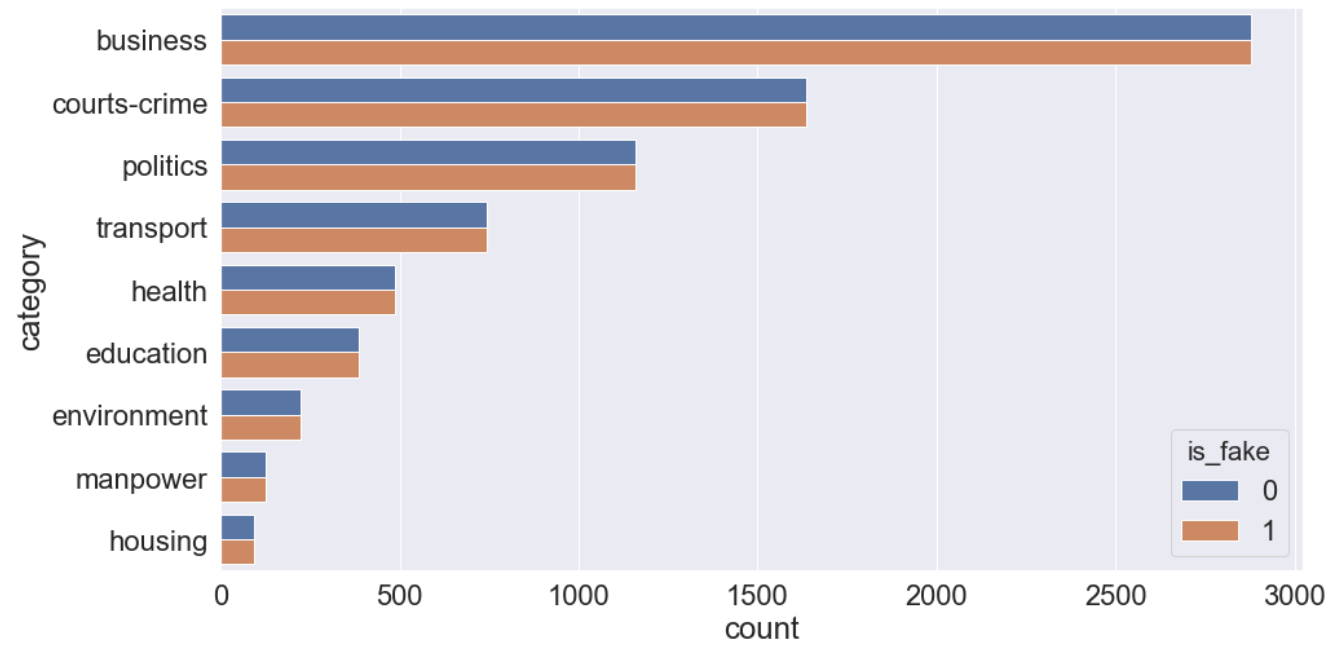 business
courts-crime
politics
transport
health
education
environment
manpower
housing
category
is_fake
0
1
0 500 1000 1500 2000 2500 3000
count